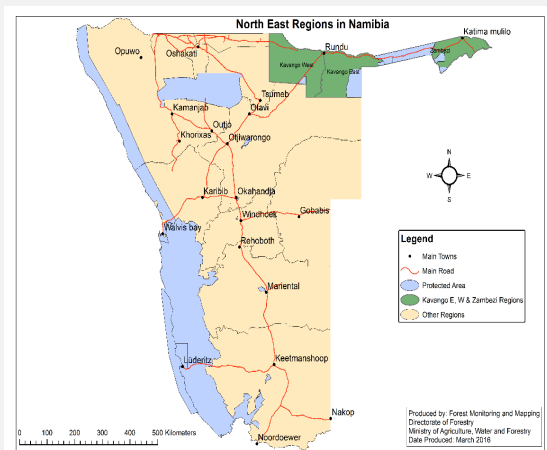 North East Regions in Namibia
Katima mulilo
Opuwo
Oshakati
Rundu
Zambezi
Kavango West
Kavango East
Tsumeb
Kamanjab
Otavi
Outjo
Khorixas
Otjiwarongo
N
W
E
S
Karibib
Okahandja
Windhoek
Gobabis
Walvis bay
Rehoboth
Legend
Main Towns
Main Road
Protected Area
Kavango E, W & Zambezi Regions
Other Regions
Mariental
Lüderitz
Keetmanshoop
Nakop
Noordoewer
0 100 200 300 400 500 Kilometers
Produced by: Forest Monitoring and Mapping
Directorate of Forestry
Ministry of Agriculture, Water and Forestry
Date Produced: March 2016